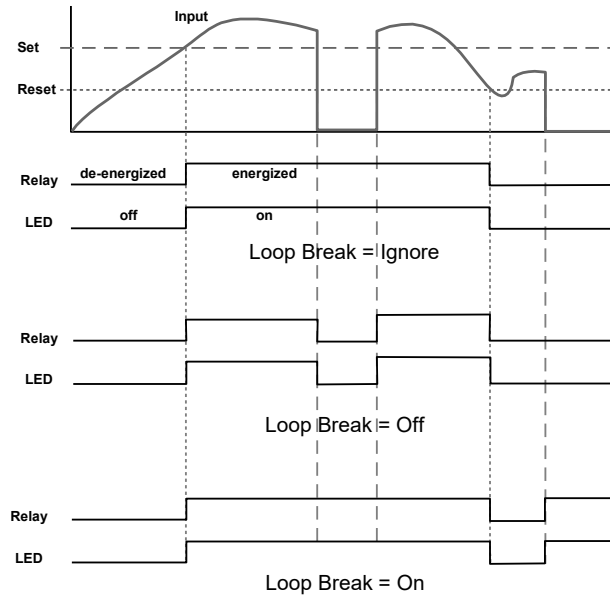 Input
Set
Reset
Relay de-energized energized
LED off on
Loop Break = Ignore
Relay
LED
Loop Break = Off
Relay
LED
Loop Break = On